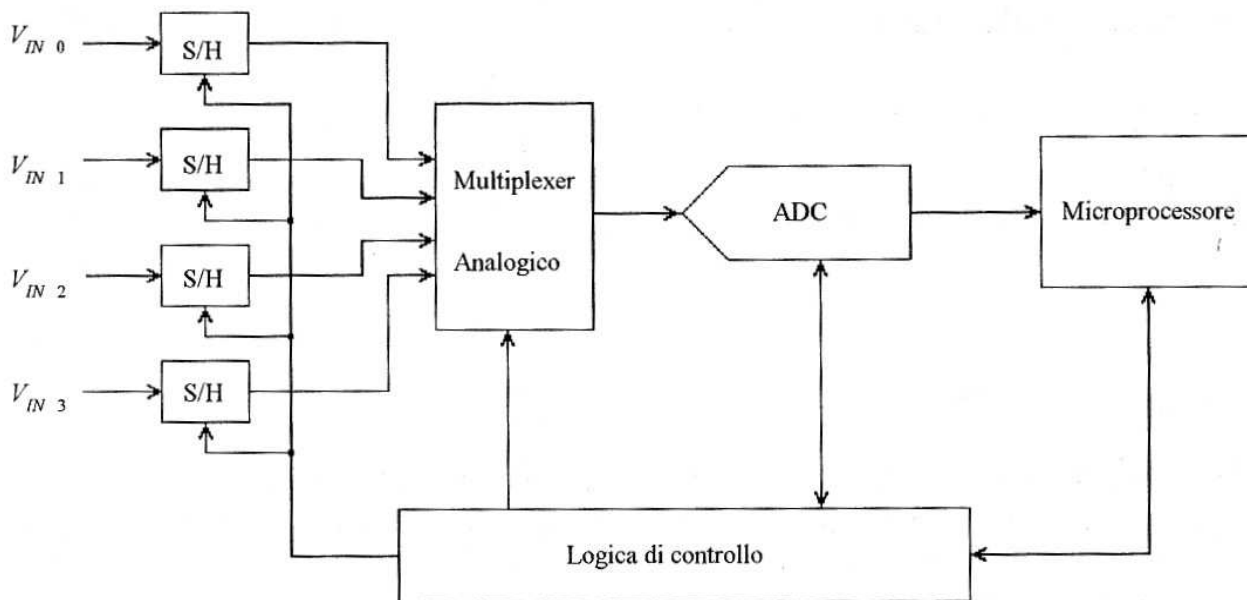 V_IN 0
S/H
V_IN 1
S/H
V_IN 2
S/H
V_IN 3
S/H
Multiplexer
Analogico
ADC
Microprocessore
Logica di controllo